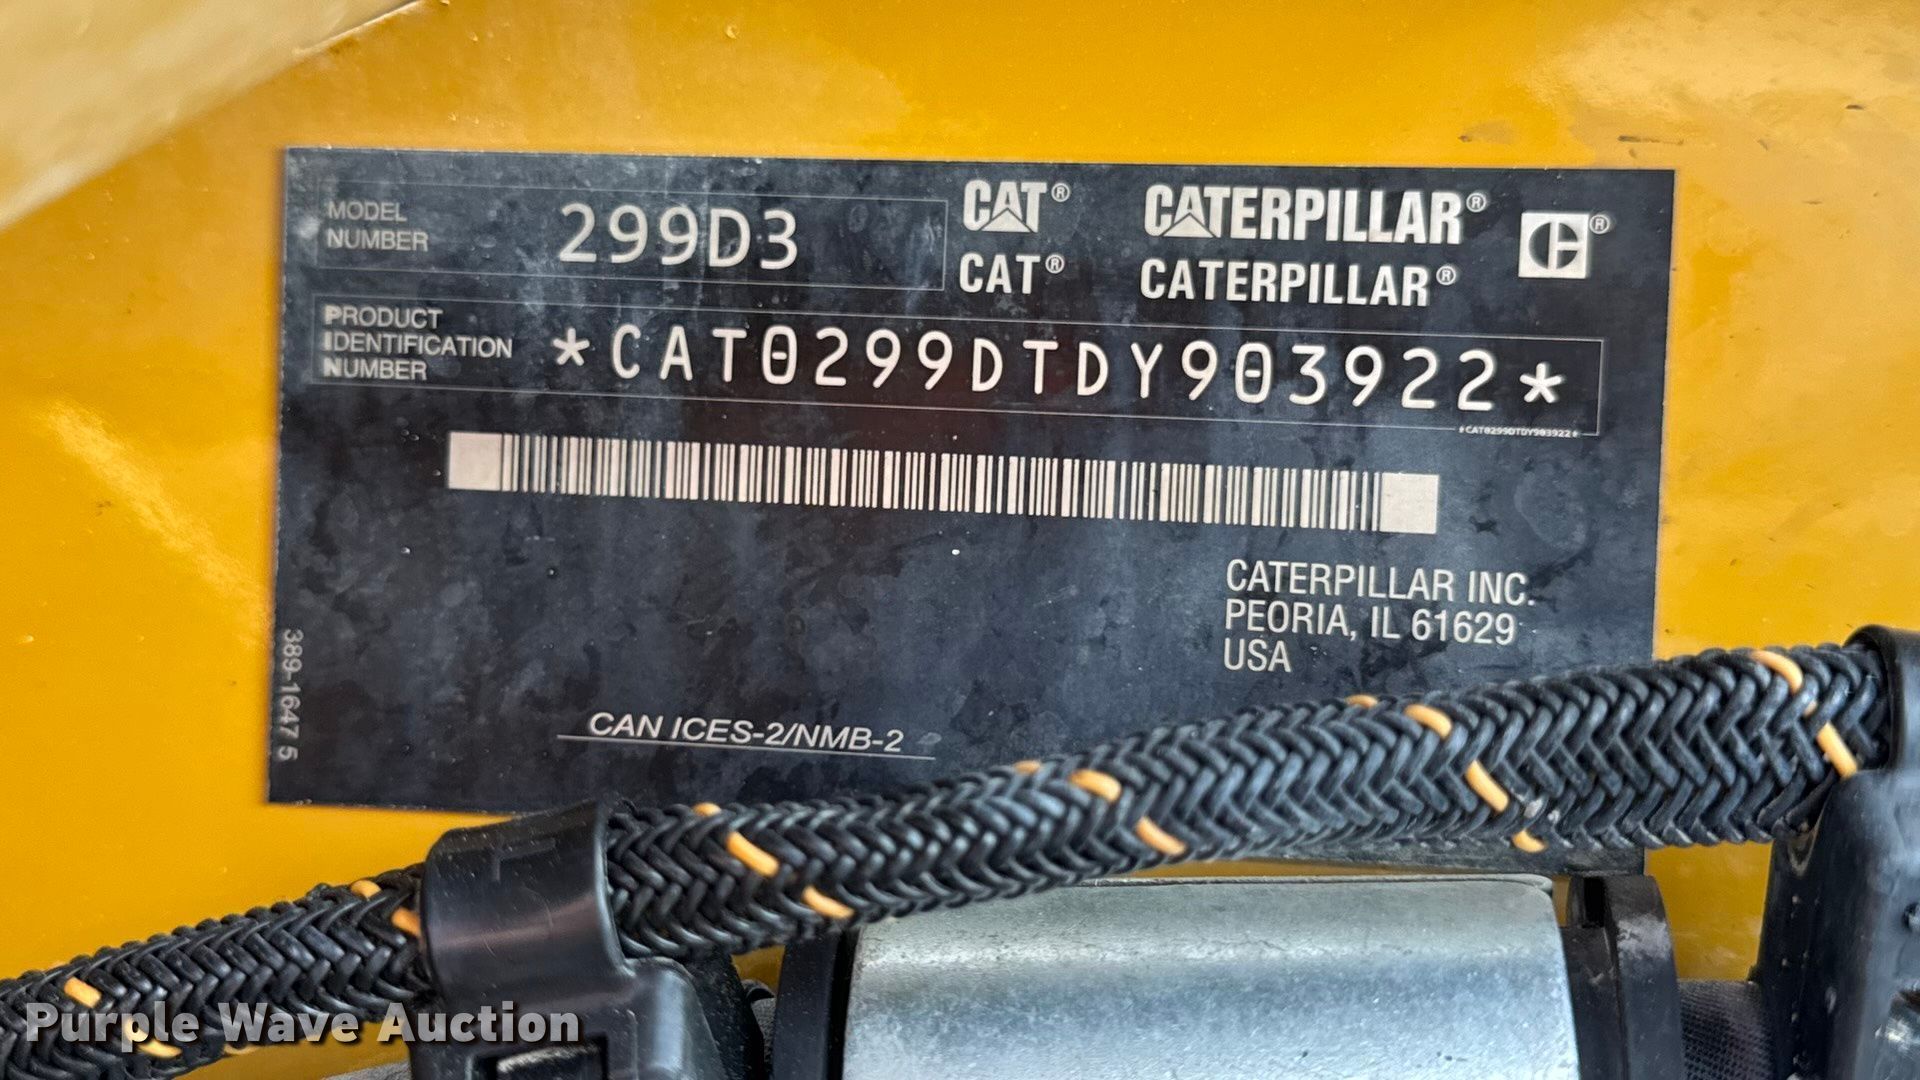 MODEL
NUMBER
299D3
CAT® CATERPILLAR® C®
CAT® CATERPILLAR®
PRODUCT
IDENTIFICATION
NUMBER
*CAT0299DTDY903922*
*CAT0299DTDY903922*
CATERPILLAR INC.
PEORIA, IL 61629
USA
389-1647 5
CAN ICES-2/NMB-2
Purple Wave Auction